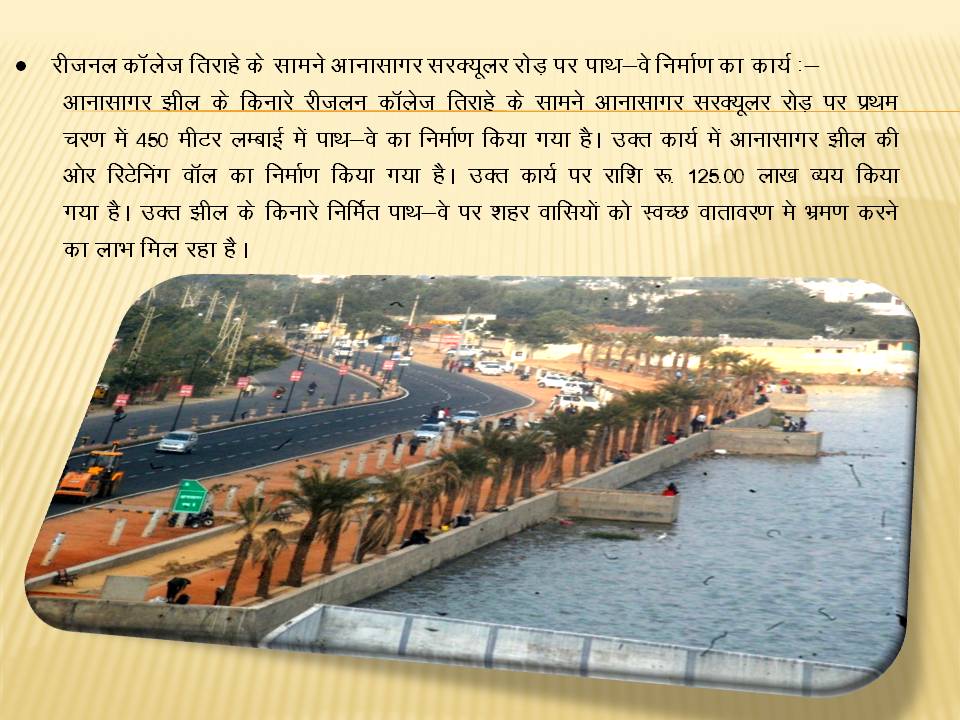 • रीजनल कॉलेज तिराहे के सामने आनासागर सरक्यूलर रोड़ पर पाथ–वे निर्माण का कार्य :–
आनासागर झील के किनारे रीजलन कॉलेज तिराहे के सामने आनासागर सरक्यूलर रोड़ पर प्रथम
चरण में 450 मीटर लम्बाई में पाथ–वे का निर्माण किया गया है। उक्त कार्य में आनासागर झील की
ओर रिटेनिंग वॉल का निर्माण किया गया है। उक्त कार्य पर राशि रू. 125.00 लाख व्यय किया
गया है। उक्त झील के किनारे निर्मित पाथ–वे पर शहर वासियों को स्वच्छ वातावरण मे भ्रमण करने
का लाभ मिल रहा है।